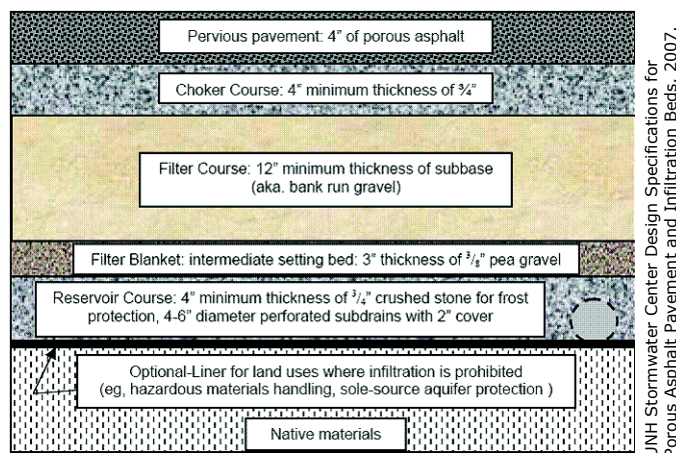 Pervious pavement: 4” of porous asphalt
Choker Course: 4” minimum thickness of ¾”
Filter Course: 12” minimum thickness of subbase
(aka. bank run gravel)
Filter Blanket: intermediate setting bed: 3” thickness of ³/₈” pea gravel
Reservoir Course: 4” minimum thickness of ³/₄” crushed stone for frost
protection, 4-6” diameter perforated subdrains with 2” cover
Optional-Liner for land uses where infiltration is prohibited
(eg, hazardous materials handling, sole-source aquifer protection )
Native materials
UNH Stormwater Center Design Specifications for
Porous Asphalt Pavement and Infiltration Beds, 2007.